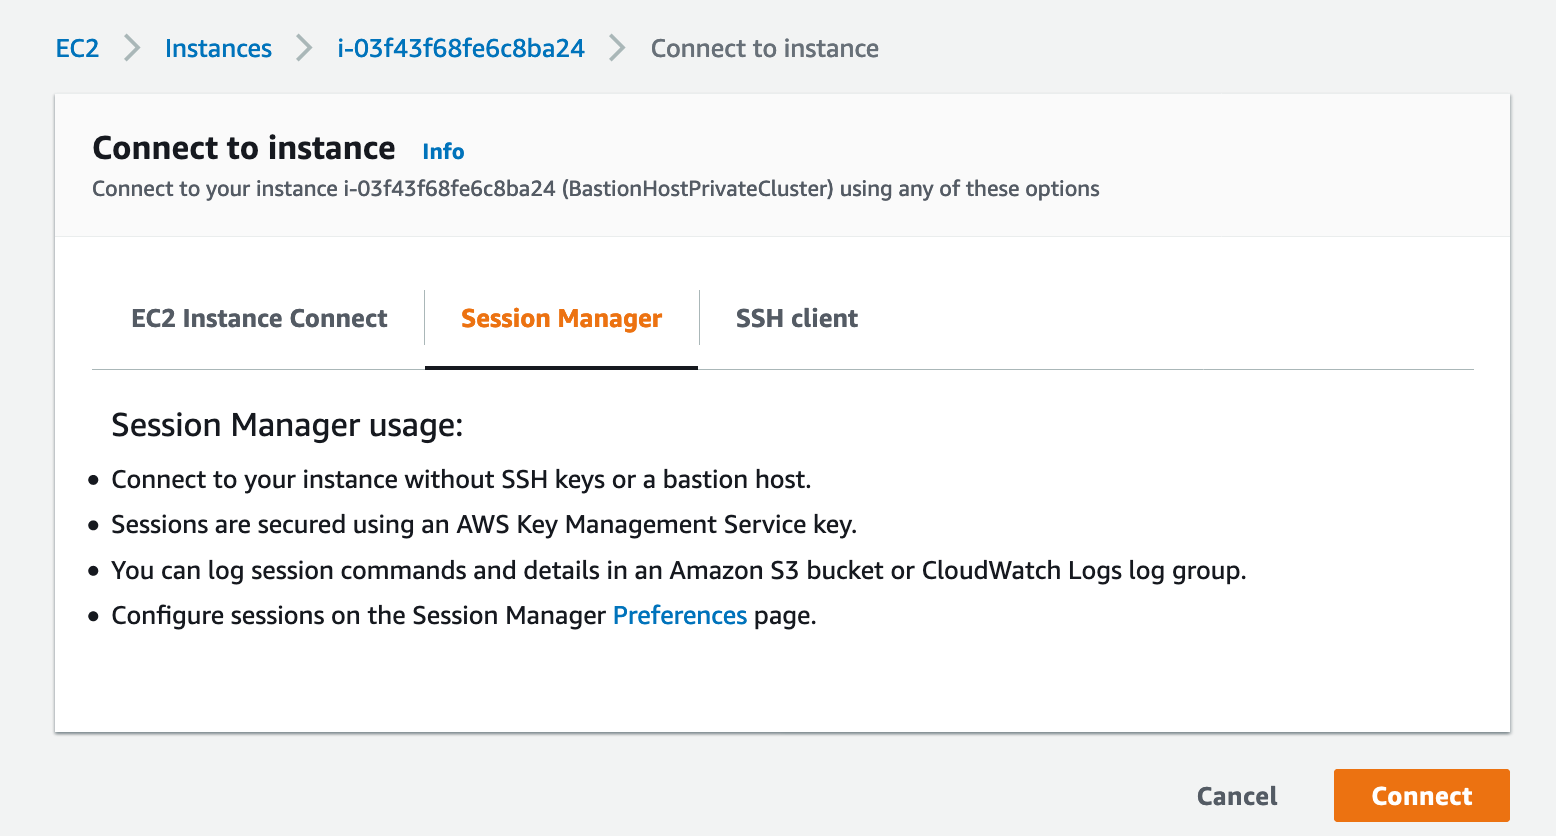 EC2 Instances i-03f43f68fe6c8ba24 Connect to instance
Connect to instance Info
Connect to your instance i-03f43f68fe6c8ba24 (BastionHostPrivateCluster) using any of these options
EC2 Instance Connect Session Manager SSH client
Session Manager usage:
• Connect to your instance without SSH keys or a bastion host.
• Sessions are secured using an AWS Key Management Service key.
• You can log session commands and details in an Amazon S3 bucket or CloudWatch Logs log group.
• Configure sessions on the Session Manager Preferences page.
Cancel Connect